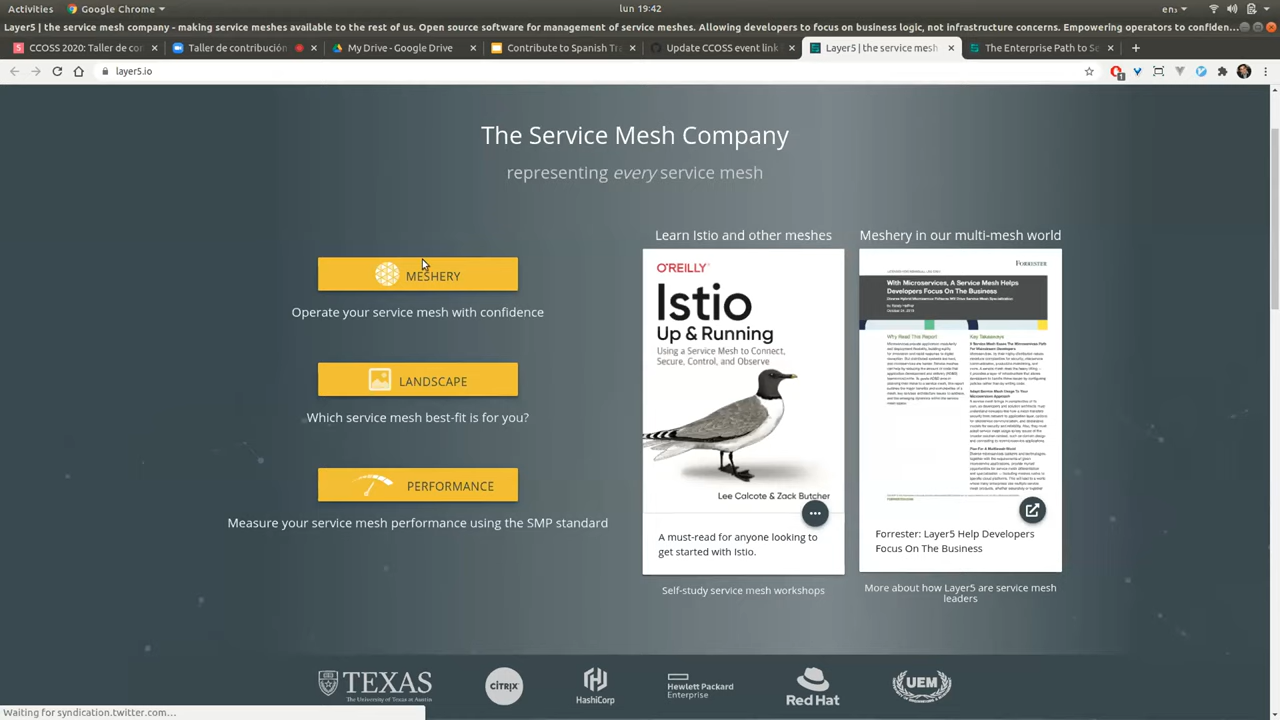 Activities
Google Chrome
lun 19:42
en₃
Layer5 | the service mesh company - making service meshes available to the rest of us. Open source software for management of service meshes. Allowing developers to focus on business logic, not infrastructure concerns. Empowering operators to confiden...
CCOSS 2020: Taller de cor
Taller de contribución
My Drive - Google Drive
Contribute to Spanish Tra
Update CCOSS event link
Layer5 | the service mesh
The Enterprise Path to Se
layer5.io
1
The Service Mesh Company
representing every service mesh
MESHERY
Operate your service mesh with confidence
LANDSCAPE
Which service mesh best-fit is for you?
PERFORMANCE
Measure your service mesh performance using the SMP standard
Learn Istio and other meshes
O'REILLY
Istio
Up & Running
Using a Service Mesh to Connect,
Secure, Control, and Observe
Lee Calcote & Zack Butcher
A must-read for anyone looking to
get started with Istio.
Self-study service mesh workshops
Meshery in our multi-mesh world
FORRESTER
With Microservices, A Service Mesh Helps
Developers Focus On The Business
Why Read This Report
Key Takeaways
Forrester: Layer5 Help Developers
Focus On The Business
More about how Layer5 are service mesh
leaders
TEXAS
The University of Texas at Austin
CITRIX
HashiCorp
Hewlett Packard
Enterprise
Red Hat
UEM
Waiting for syndication.twitter.com...